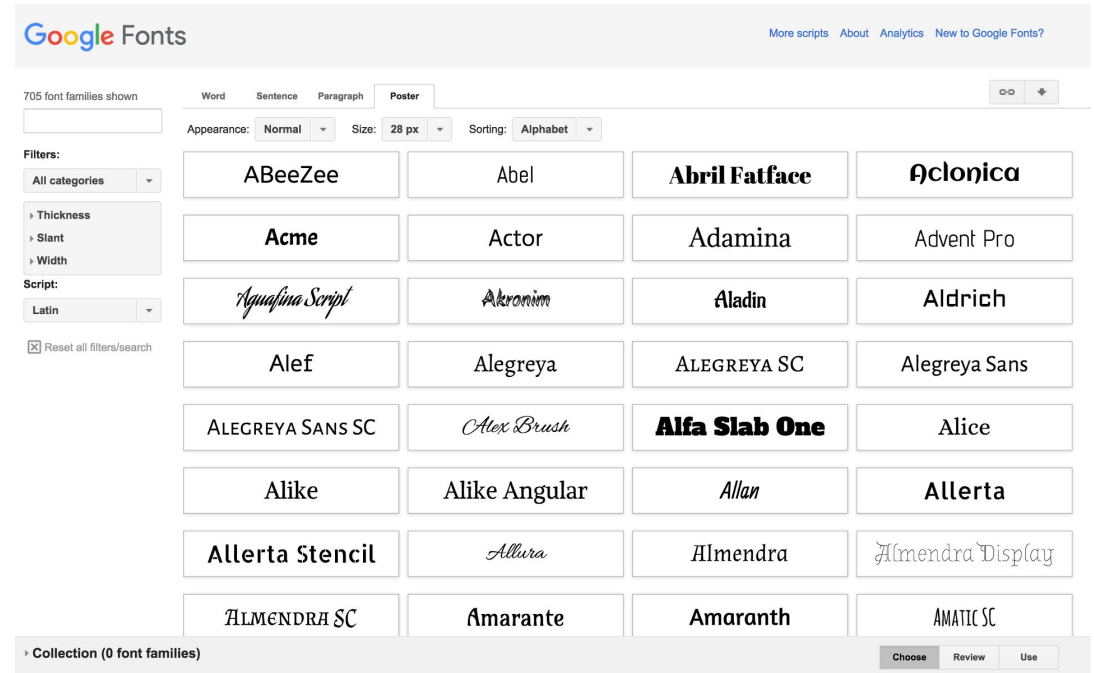 Google Fonts
More scripts About Analytics New to Google Fonts?
705 font families shown
Word Sentence Paragraph Poster
Appearance: Normal Size: 28 px Sorting: Alphabet
Filters:
All categories
Thickness
Slant
Width
Script:
Latin
Reset all filters/search
ABeeZee Abel Abril Fatface Aclonica
Acme Actor Adamina Advent Pro
Aguafina Script Akronim Aladin Aldrich
Alef Alegreya ALEGREYA SC Alegreya Sans
ALEGREYA SANS SC Alex Brush Alfa Slab One Alice
Alike Alike Angular Allan Allerta
Allerta Stencil Allura Almendra Almendra Display
ALMENDRA SC Amarante Amaranth AMATIC SC
Collection (0 font families)
Choose Review Use